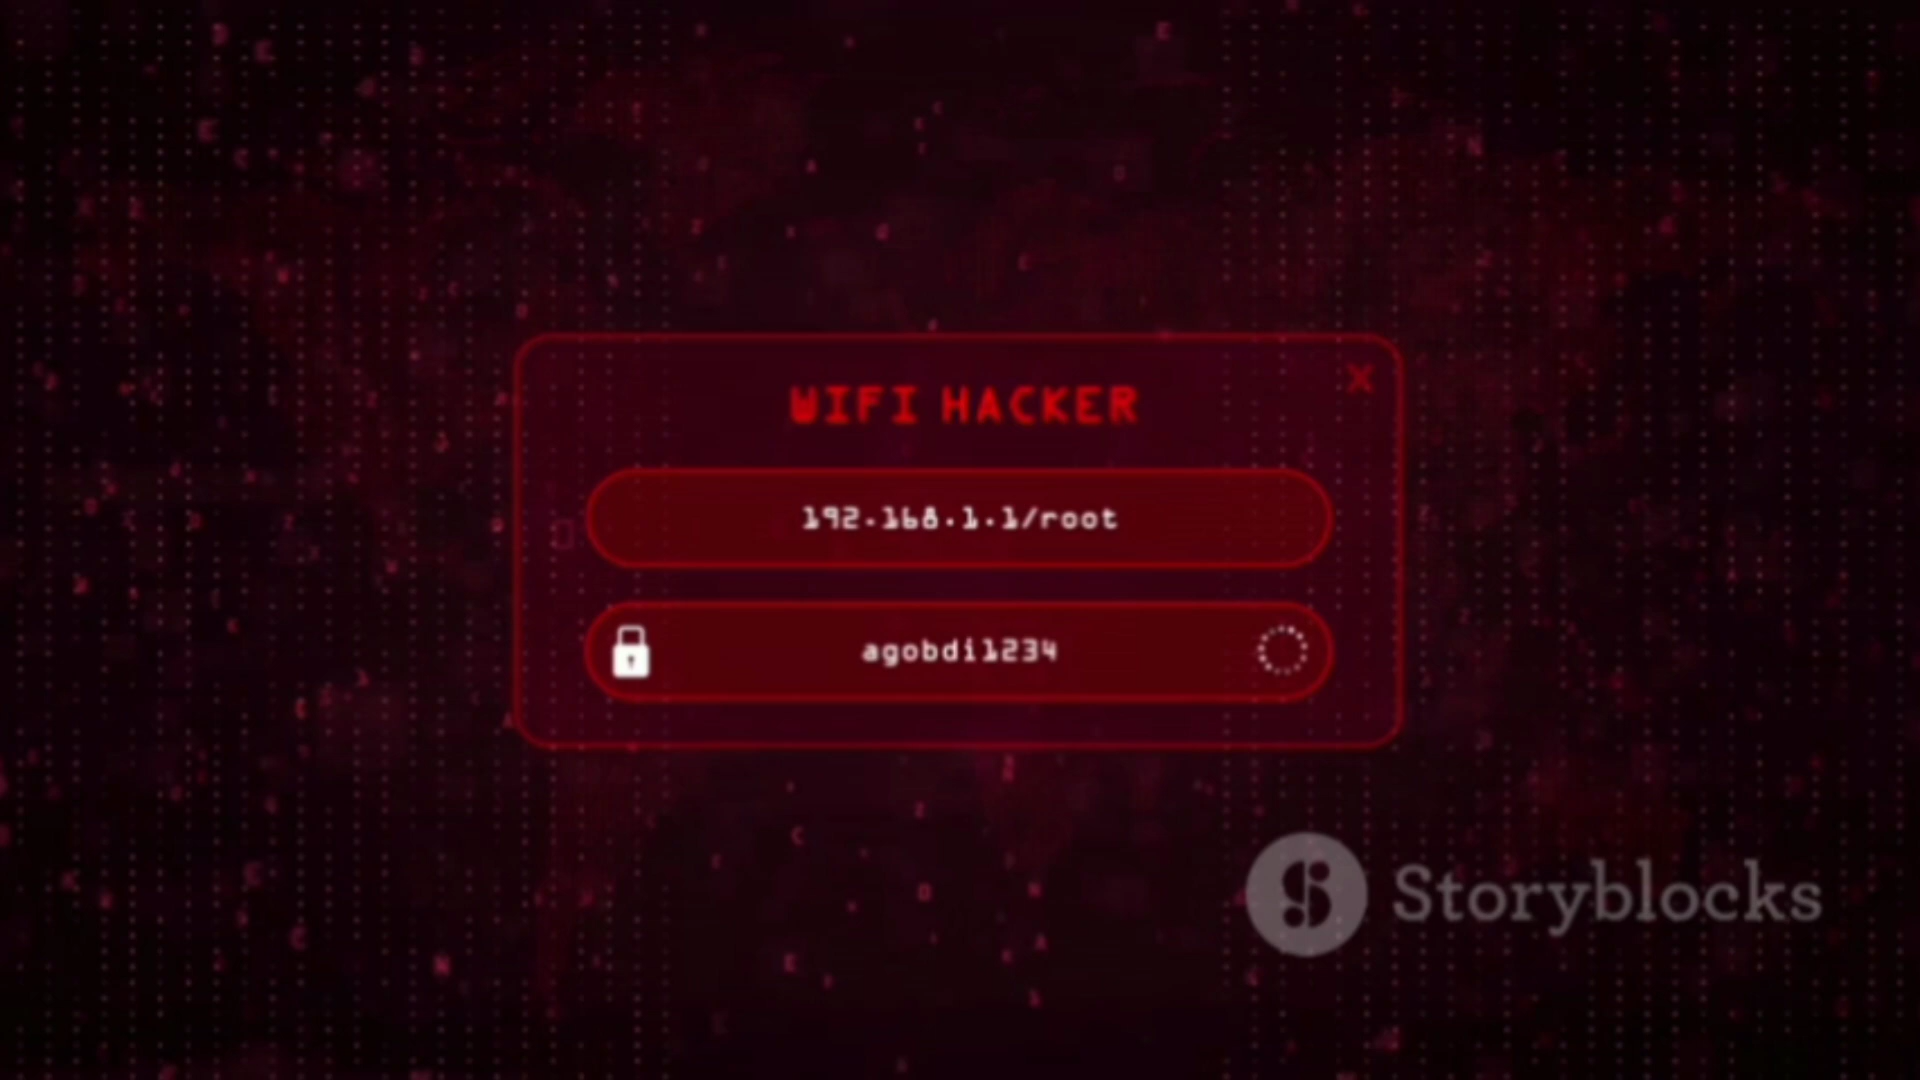 WIFI HACKER
X
192.168.1.1/root
agobdi1234
Storyblocks